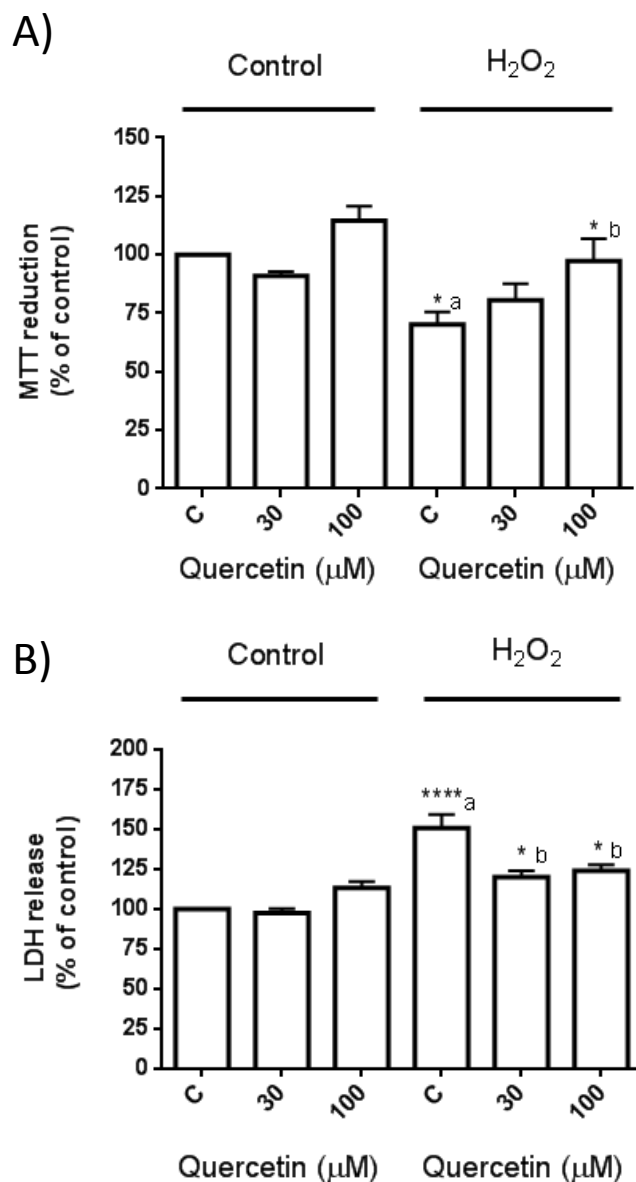 A)
Control
H₂O₂
MTT reduction
(% of control)
150
125
100
75
50
25
0
* a
* b
C
30
100
C
30
100
Quercetin (μM)
Quercetin (μM)
B)
Control
H₂O₂
LDH release
(% of control)
200
175
150
125
100
75
50
25
0
**** a
* b
* b
C
30
100
C
30
100
Quercetin (μM)
Quercetin (μM)